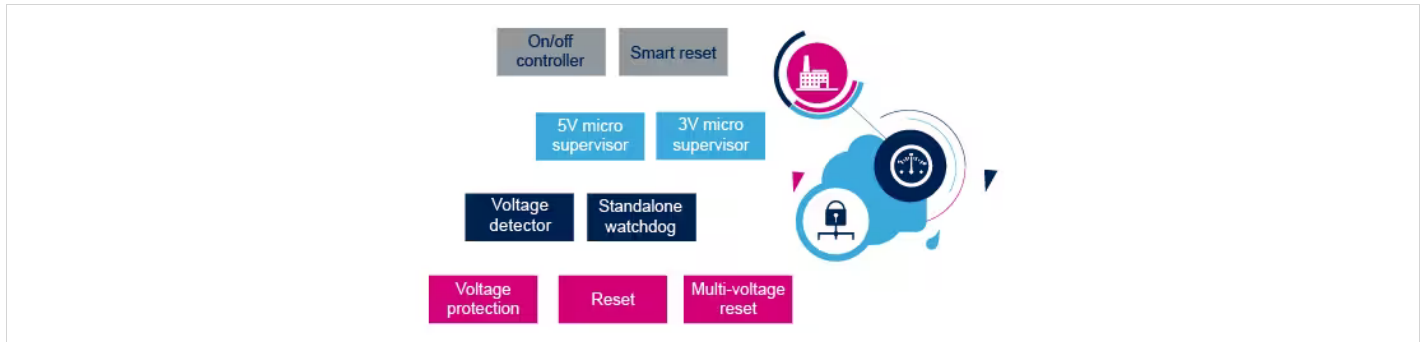 On/off
controller
Smart reset
5V micro
supervisor
3V micro
supervisor
Voltage
detector
Standalone
watchdog
Voltage
protection
Reset
Multi-voltage
reset